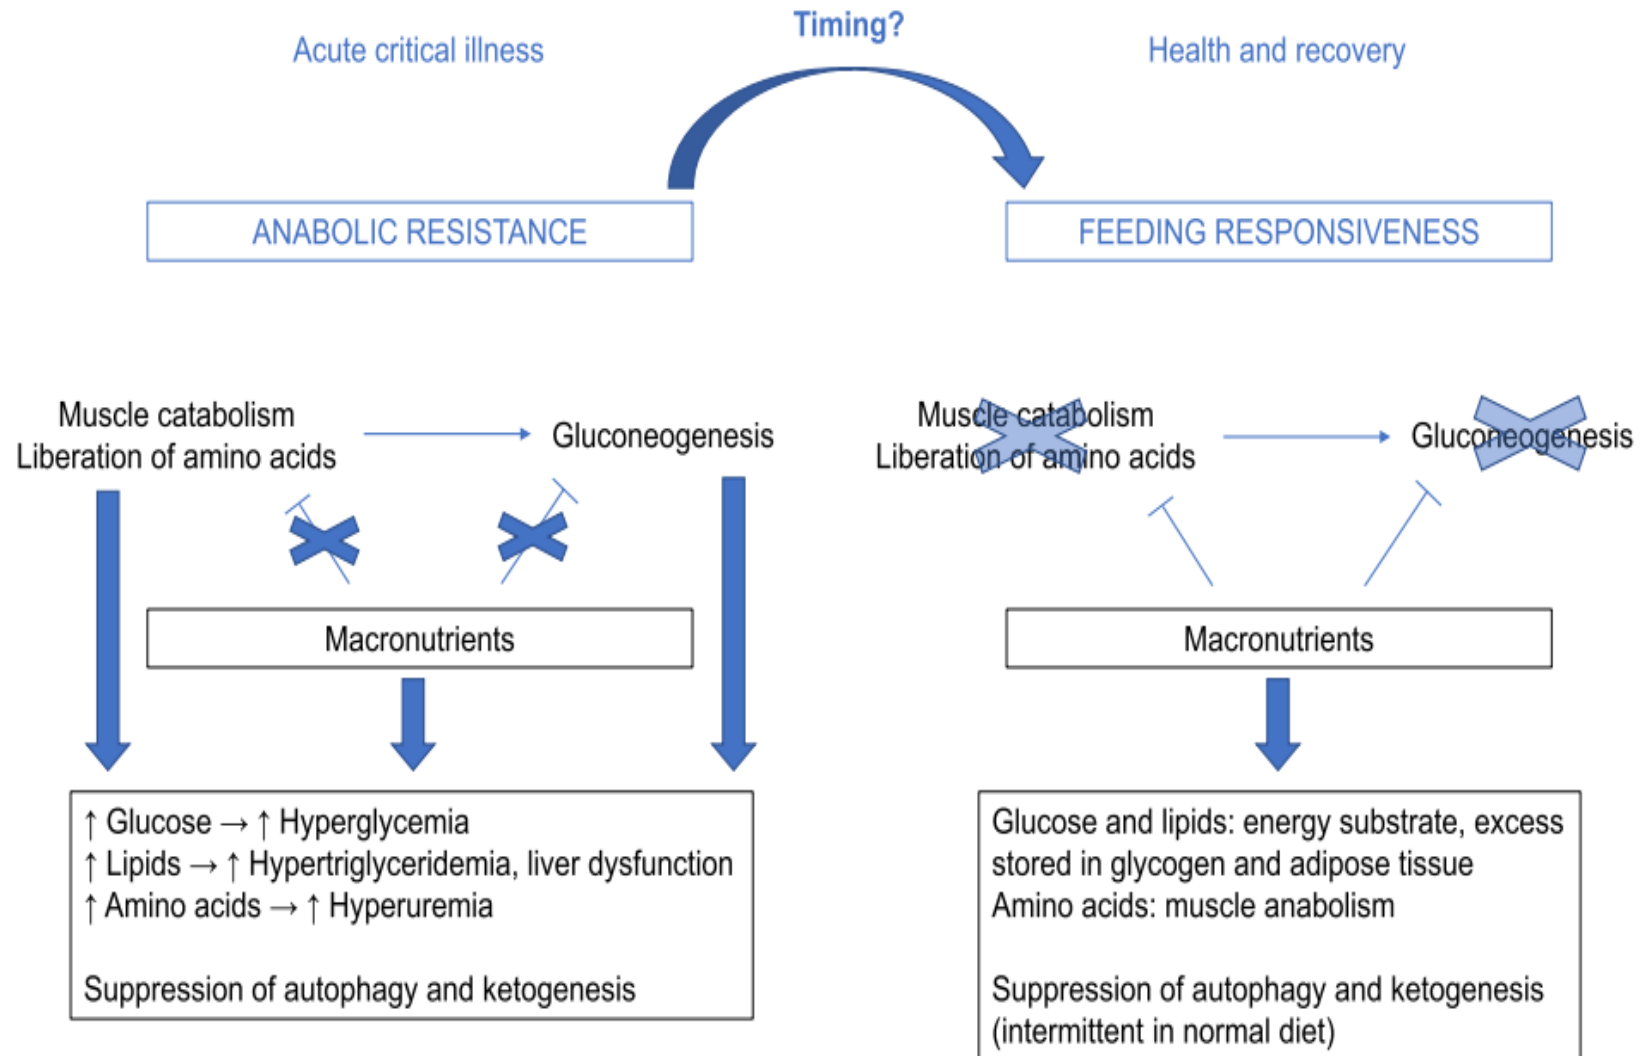 Timing?
Acute critical illness
Health and recovery
ANABOLIC RESISTANCE
FEEDING RESPONSIVENESS
Muscle catabolism
Liberation of amino acids
Gluconeogenesis
Muscle catabolism
Liberation of amino acids
Gluconeogenesis
Macronutrients
Macronutrients
↑ Glucose → ↑ Hyperglycemia
↑ Lipids → ↑ Hypertriglyceridemia, liver dysfunction
↑ Amino acids → ↑ Hyperuremia
Suppression of autophagy and ketogenesis
Glucose and lipids: energy substrate, excess
stored in glycogen and adipose tissue
Amino acids: muscle anabolism
Suppression of autophagy and ketogenesis
(intermittent in normal diet)